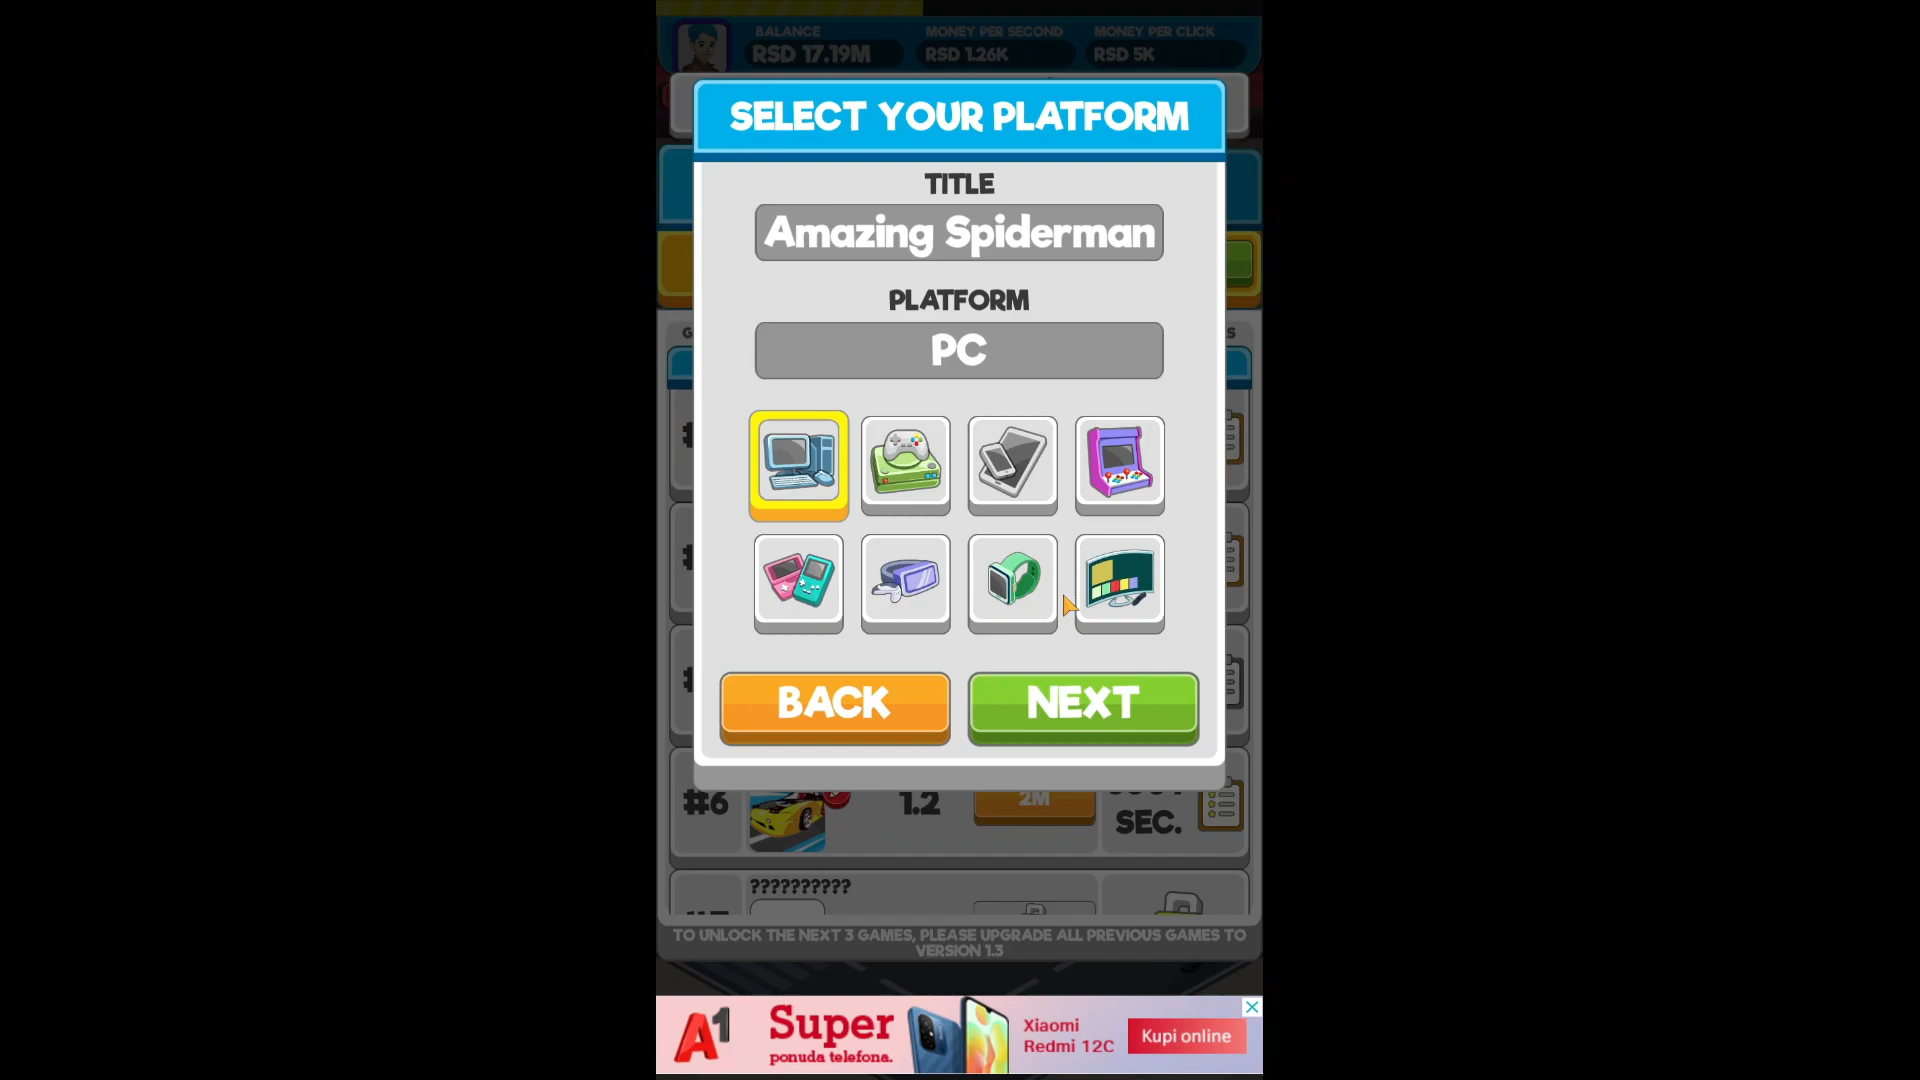 BALANCE
MONEY PER SECOND
MONEY PER CLICK
RSD 17.19M
RSD 1.26K
RSD 5K
SELECT YOUR PLATFORM
TITLE
Amazing Spiderman
PLATFORM
PC
BACK
NEXT
#6
1.2
2M
SEC.
??????????
TO UNLOCK THE NEXT 3 GAMES, PLEASE UPGRADE ALL PREVIOUS GAMES TO
VERSION 1.3
A1
Super
ponuda telefona.
Xiaomi
Redmi 12C
Kupi online